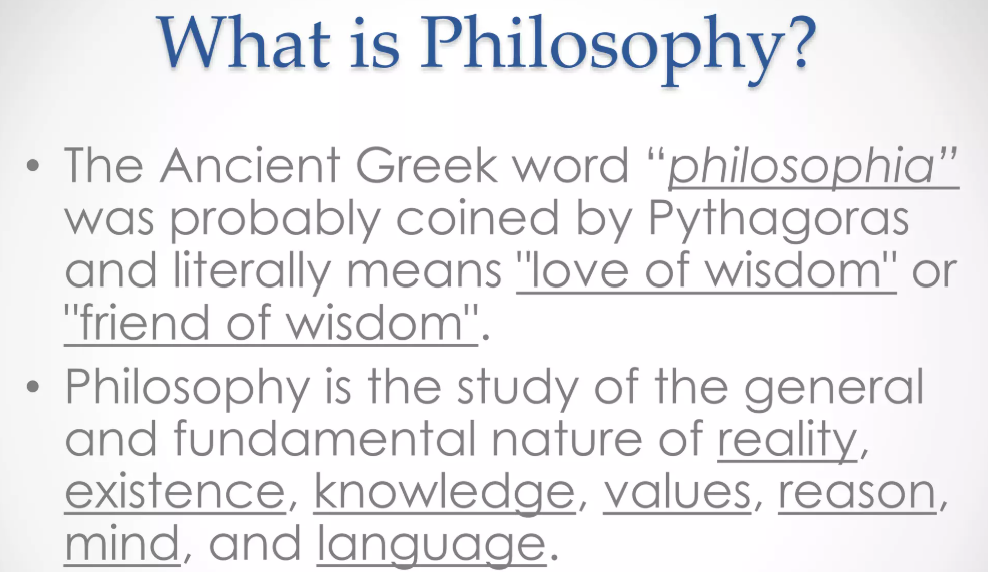 What is Philosophy?
• The Ancient Greek word “philosophia”
was probably coined by Pythagoras
and literally means "love of wisdom" or
"friend of wisdom".
• Philosophy is the study of the general
and fundamental nature of reality,
existence, knowledge, values, reason,
mind, and language.